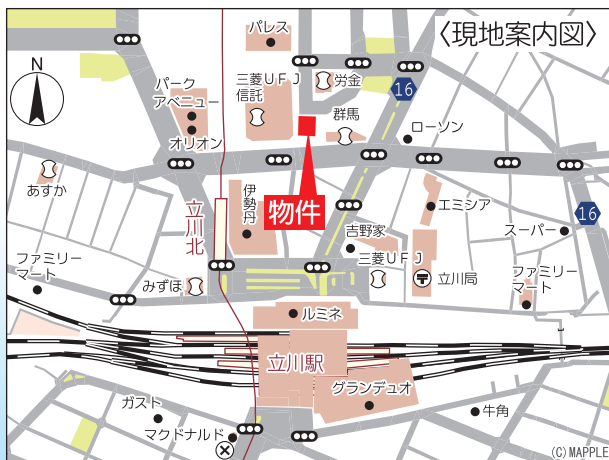 〈現地案内図〉
N
パレス
パーク
アベニュー
オリオン
三菱UFJ
信託
労金
群馬
16
ローソン
あすか
立川北
伊勢丹
物件
エミシア
吉野家
スーパー
16
ファミリー
マート
みずほ
三菱UFJ
立川局
ファミリー
マート
ルミネ
立川駅
グランデュオ
ガスト
マクドナルド
牛角
(C)MAPPLE